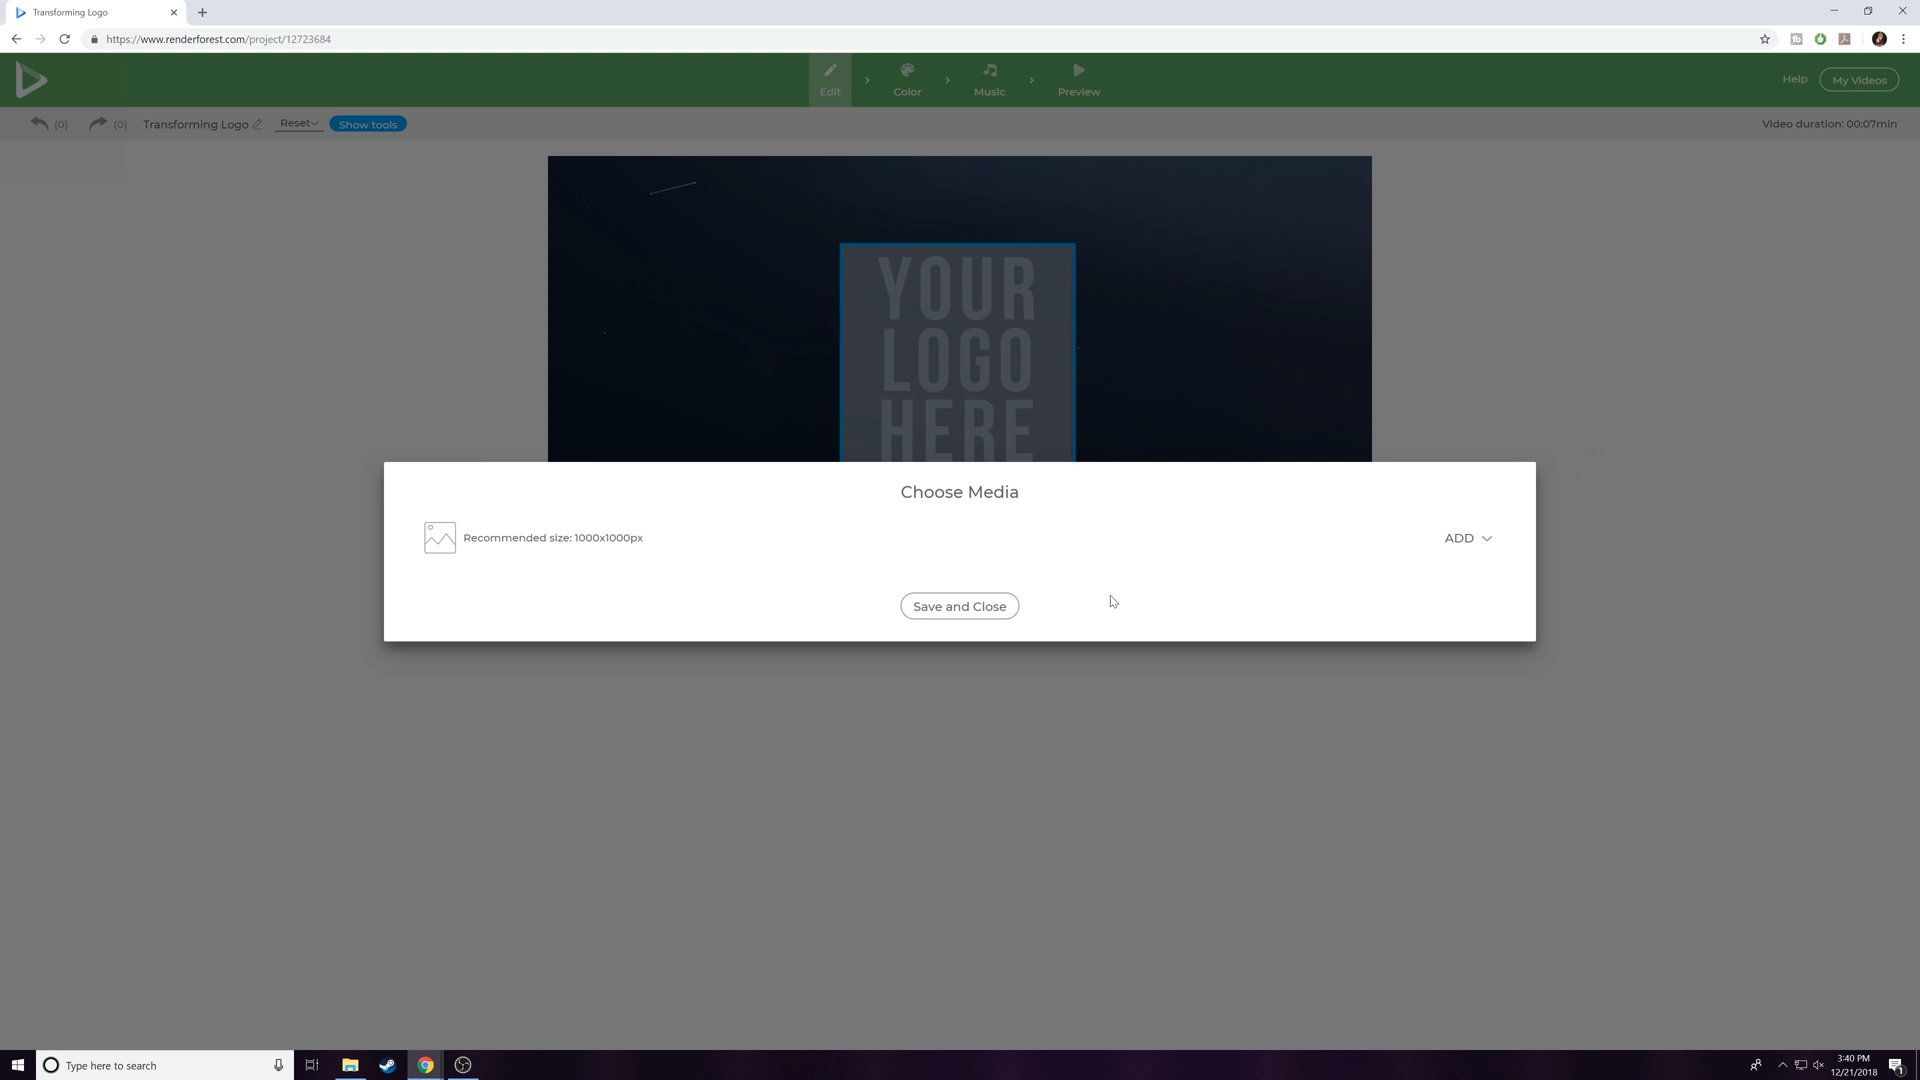 Transforming Logo
https://www.renderforest.com/project/12723684
Edit
Color
Music
Preview
Help
My Videos
(0)
(0)
Transforming Logo
Reset
Show tools
Video duration: 00:07min
YOUR
LOGO
HERE
Choose Media
Recommended size: 1000x1000px
ADD
Save and Close
Type here to search
3:40 PM
12/21/2018
1